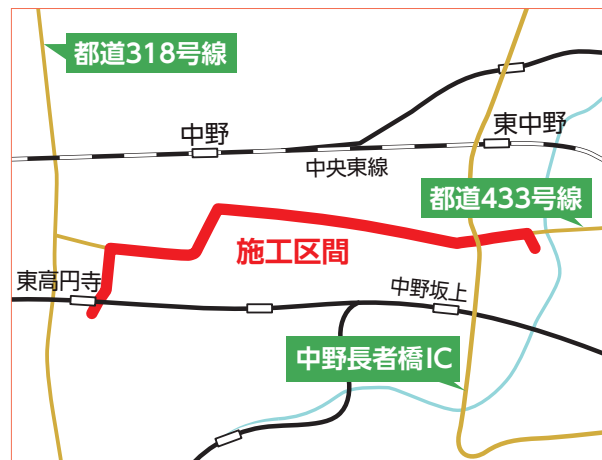 都道318号線
中野
東中野
中央東線
都道433号線
施工区間
東高円寺
中野坂上
中野長者橋IC